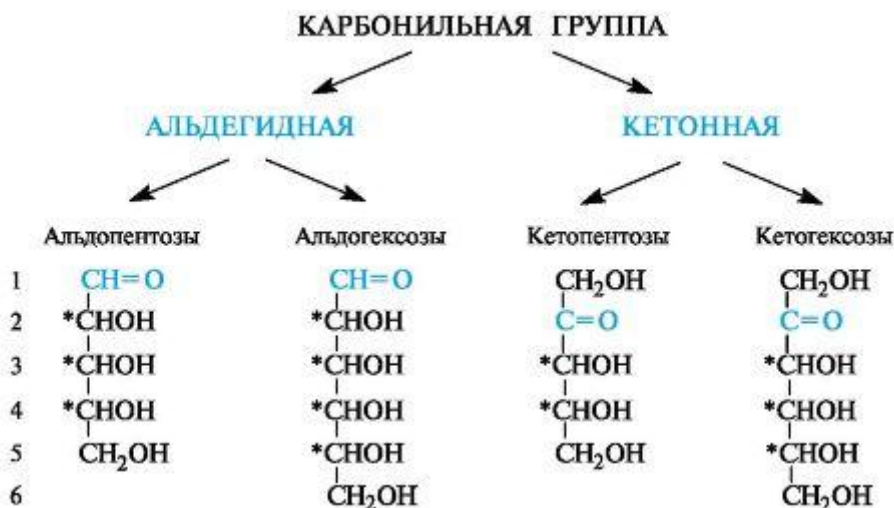 КАРБОНИЛЬНАЯ ГРУППА
АЛЬДЕГИДНАЯ КЕТОННАЯ
Альдопентозы Альдогексозы Кетопентозы Кетогексозы
1 CH=O CH=O CH₂OH CH₂OH
2 *CHOH *CHOH C=O C=O
3 *CHOH *CHOH *CHOH *CHOH
4 *CHOH *CHOH *CHOH *CHOH
5 CH₂OH *CHOH CH₂OH *CHOH
6 CH₂OH CH₂OH